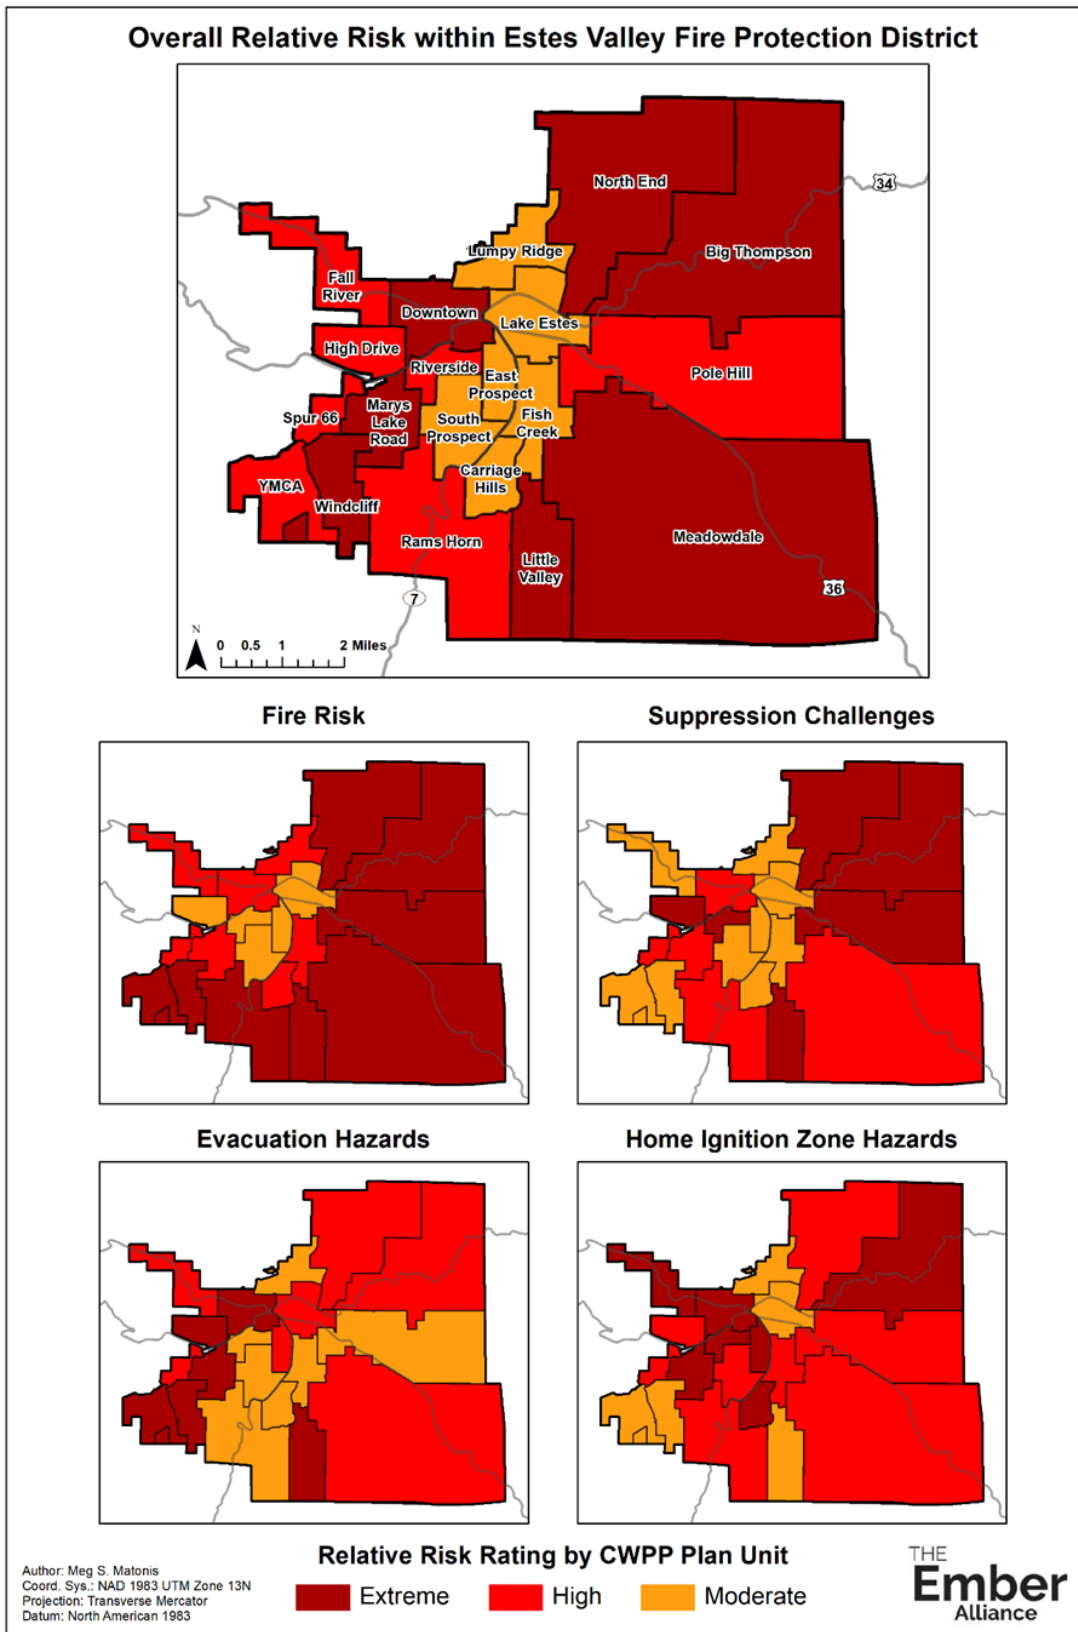 Overall Relative Risk within Estes Valley Fire Protection District
North End
34
Lumpy Ridge
Big Thompson
Fall
River
Downtown
Lake Estes
High Drive
Riverside
East
Prospect
Pole Hill
Spur 66
Marys
Lake
Road
South
Prospect
Fish
Creek
Carriage
Hills
YMCA
Windcliff
Rams Horn
Meadowdale
Little
Valley
36
7
N
0 0.5 1 2 Miles
Fire Risk
Suppression Challenges
Evacuation Hazards
Home Ignition Zone Hazards
Relative Risk Rating by CWPP Plan Unit
Extreme High Moderate
Author: Meg S. Matonis
Coord. Sys.: NAD 1983 UTM Zone 13N
Projection: Transverse Mercator
Datum: North American 1983
THE
Ember
Alliance